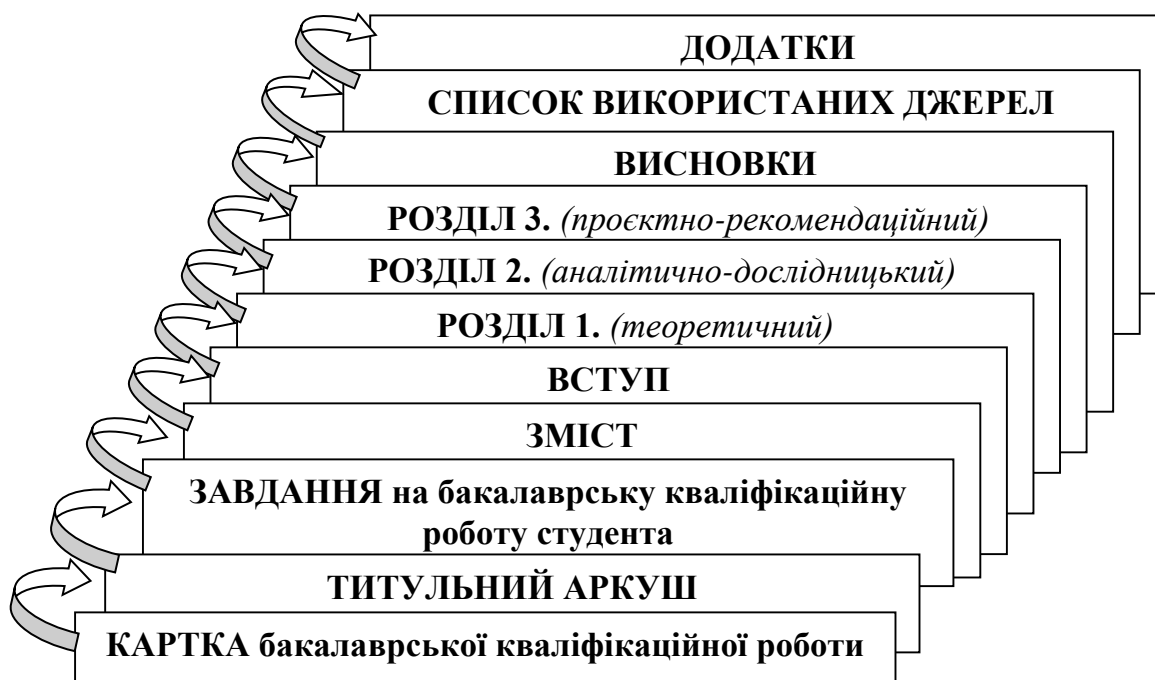 ДОДАТКИ
СПИСОК ВИКОРИСТАНИХ ДЖЕРЕЛ
ВИСНОВКИ
РОЗДІЛ 3. (проєктно-рекомендаційний)
РОЗДІЛ 2. (аналітично-дослідницький)
РОЗДІЛ 1. (теоретичний)
ВСТУП
ЗМІСТ
ЗАВДАННЯ на бакалаврську кваліфікаційну
роботу студента
ТИТУЛЬНИЙ АРКУШ
КАРТКА бакалаврської кваліфікаційної роботи